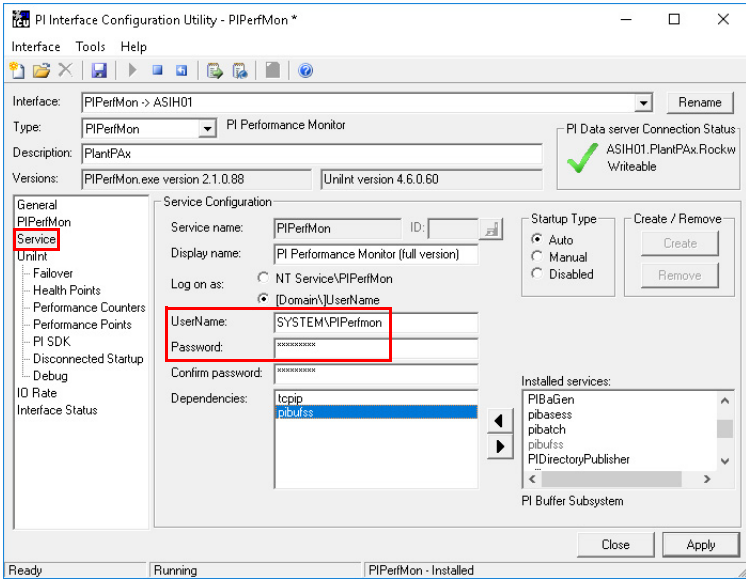 PI Interface Configuration Utility - PIPerfMon *
Interface Tools Help
Interface: PIPerfMon -> ASIH01 Rename
Type: PIPerfMon PI Performance Monitor
PI Data server Connection Status
ASIH01.PlantPAx.Rockw
Writeable
Description: PlantPAx
Versions: PIPerfMon.exe version 2.1.0.88 UniInt version 4.6.0.60
General
PIPerfMon
Service
UniInt
Failover
Health Points
Performance Counters
Performance Points
PI SDK
Disconnected Startup
Debug
IO Rate
Interface Status
Service Configuration
Service name: PIPerfMon ID:
Display name: PI Performance Monitor (full version)
Log on as: NT Service\PIPerfMon
[Domain\]UserName
UserName: SYSTEM\PIPerfmon
Password: xxxxxxxxx
Confirm password: xxxxxxxxx
Dependencies: tcpip
pibufss
Startup Type
Auto
Manual
Disabled
Create / Remove
Create
Remove
Installed services:
PIBaGen
pibasess
pibatch
pibufss
PIDirectoryPublisher
PI Buffer Subsystem
Close Apply
Ready Running PIPerfMon - Installed